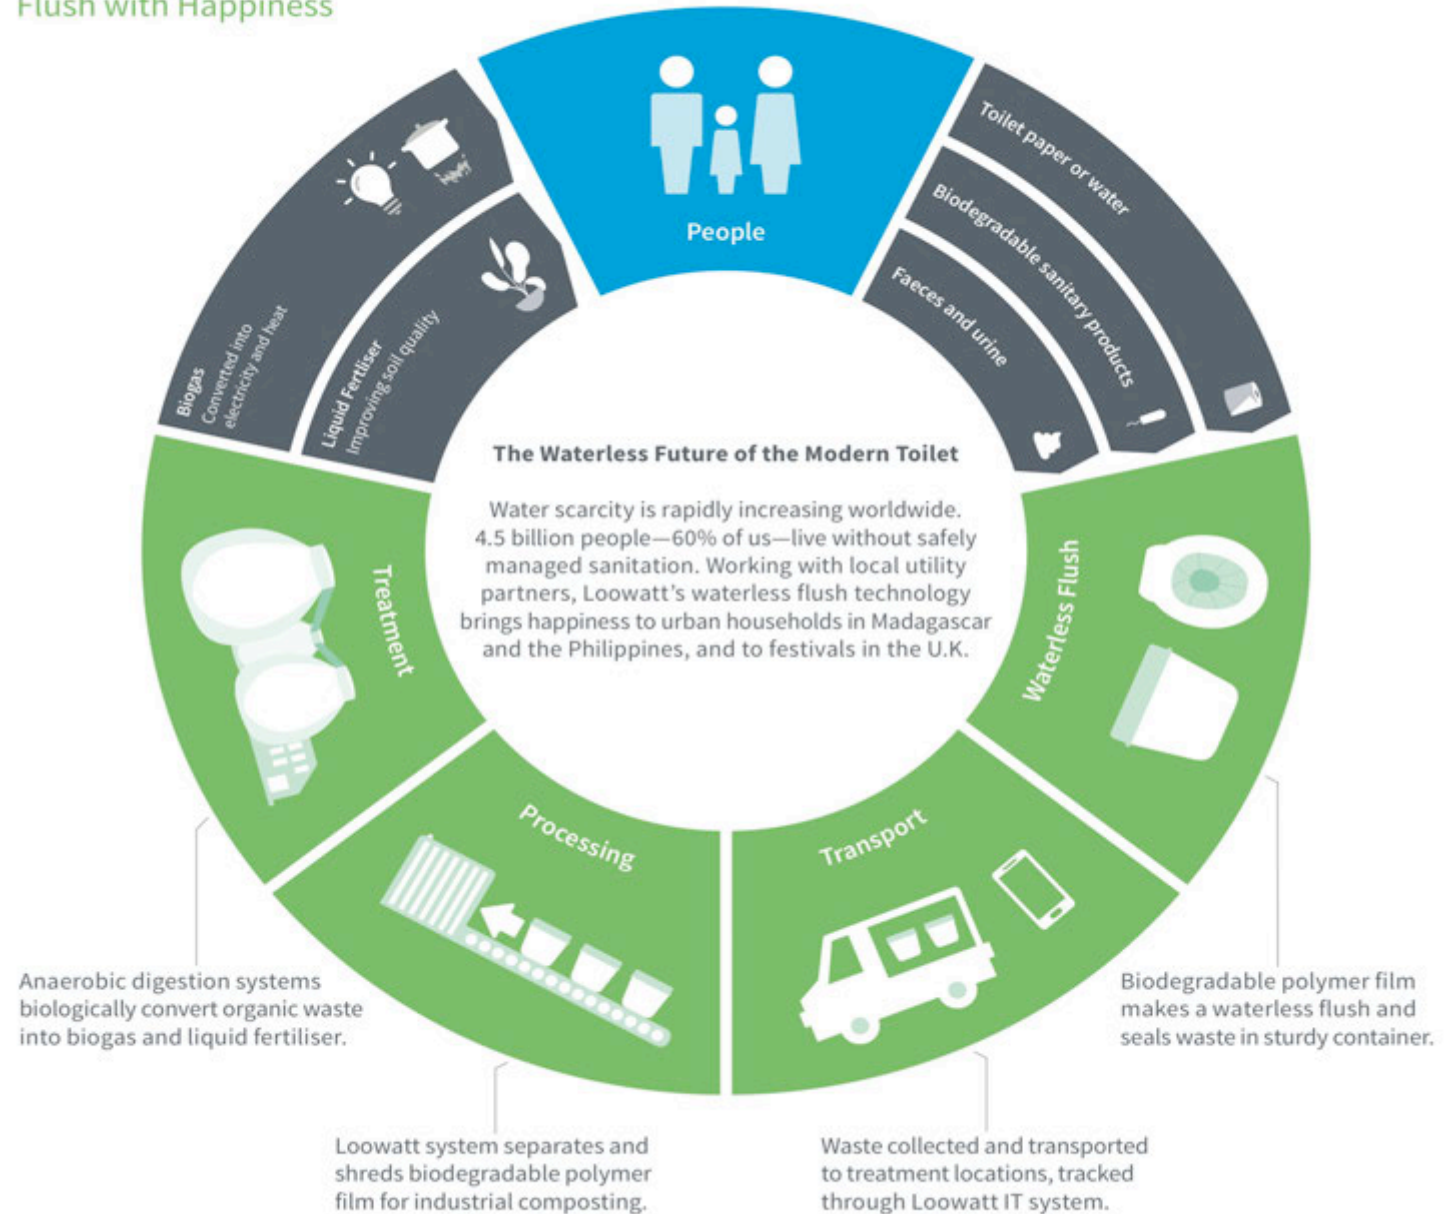 Flush with Happiness
People
Toilet paper or water
Biodegradable sanitary products
Faeces and urine
Biogas
Converted into
electricity and heat
Liquid Fertliser
Improving soil quality
The Waterless Future of the Modern Toilet
Water scarcity is rapidly increasing worldwide.
4.5 billion people—60% of us—live without safely
managed sanitation. Working with local utility
partners, Loowatt's waterless flush technology
brings happiness to urban households in Madagascar
and the Philippines, and to festivals in the U.K.
Waterless Flush
Treatment
Processing
Transport
Biodegradable polymer film
makes a waterless flush and
seals waste in sturdy container.
Waste collected and transported
to treatment locations, tracked
through Loowatt IT system.
Loowatt system separates and
shreds biodegradable polymer
film for industrial composting.
Anaerobic digestion systems
biologically convert organic waste
into biogas and liquid fertiliser.